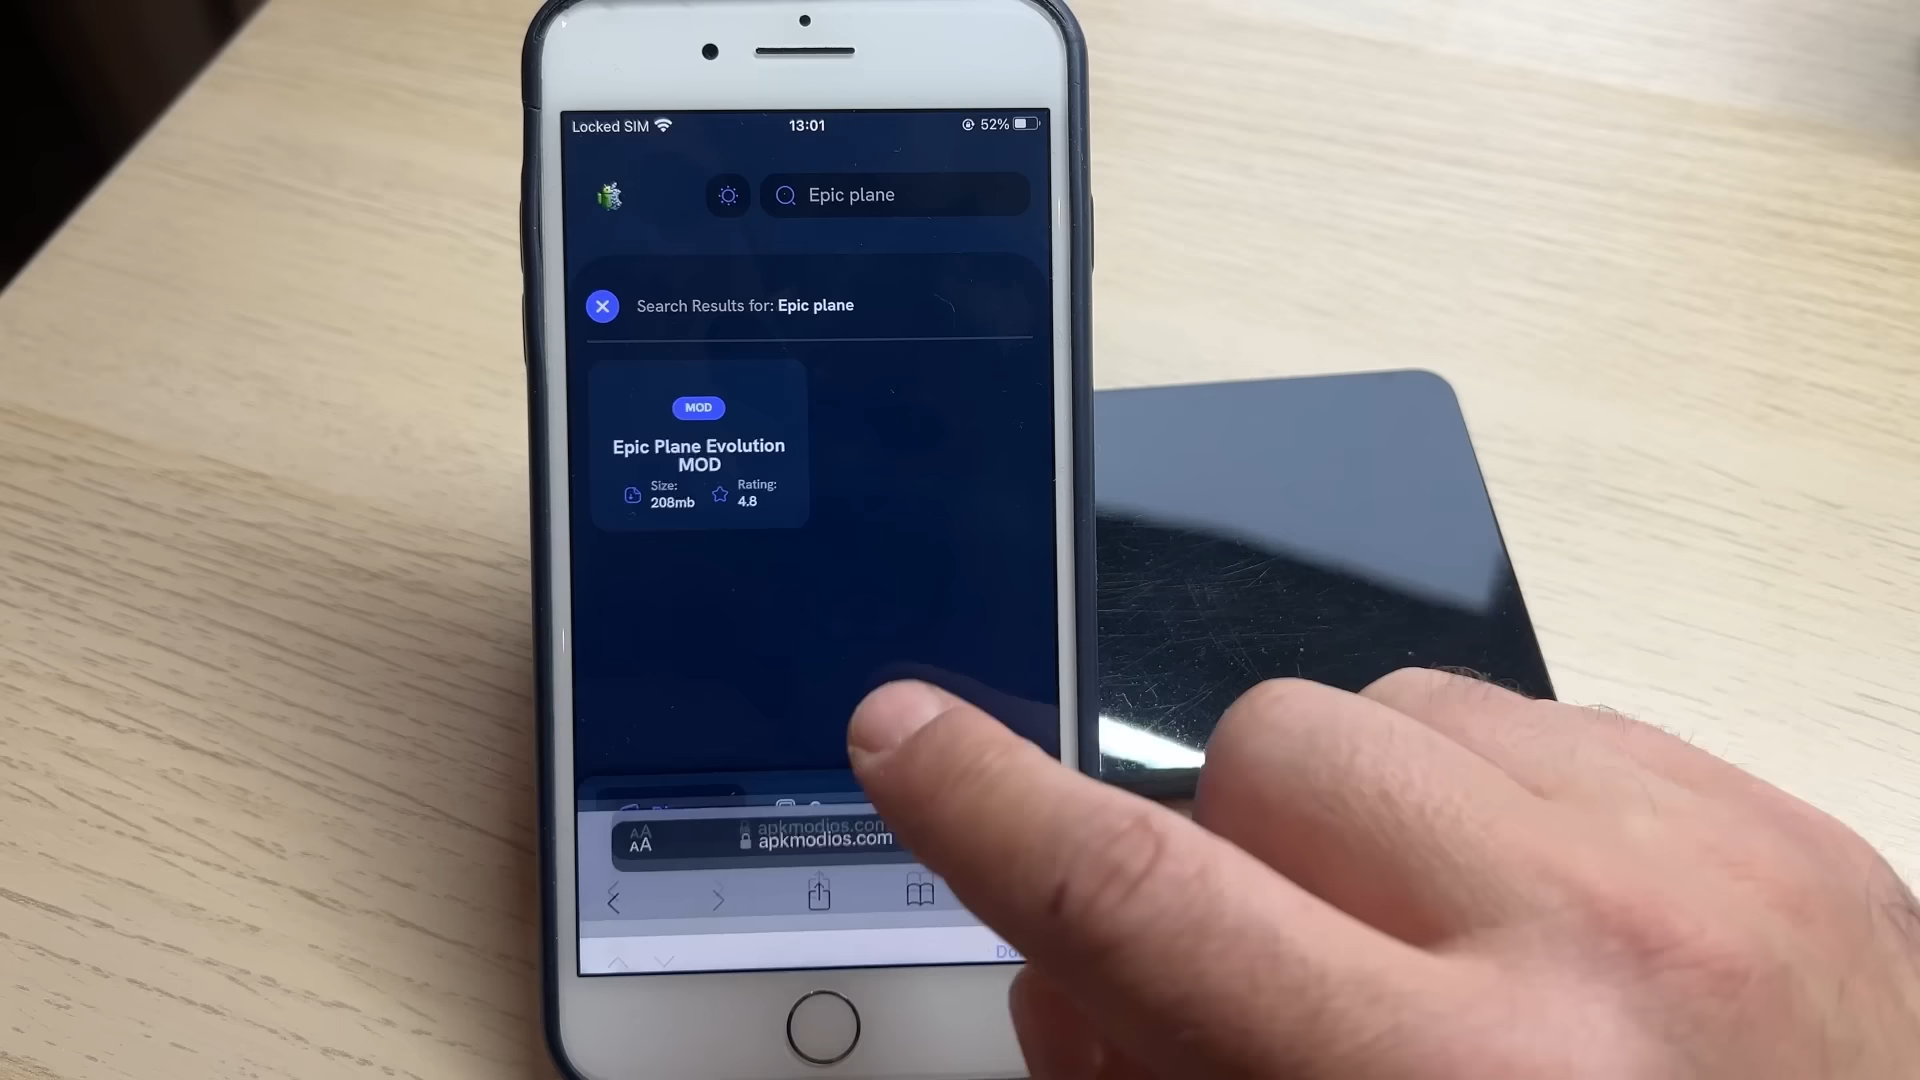 Locked SIM 13:01 52%
Epic plane
Search Results for: Epic plane
MOD
Epic Plane Evolution
MOD
Size: Rating:
208mb 4.8
apkmodios.com
AA apkmodios.com